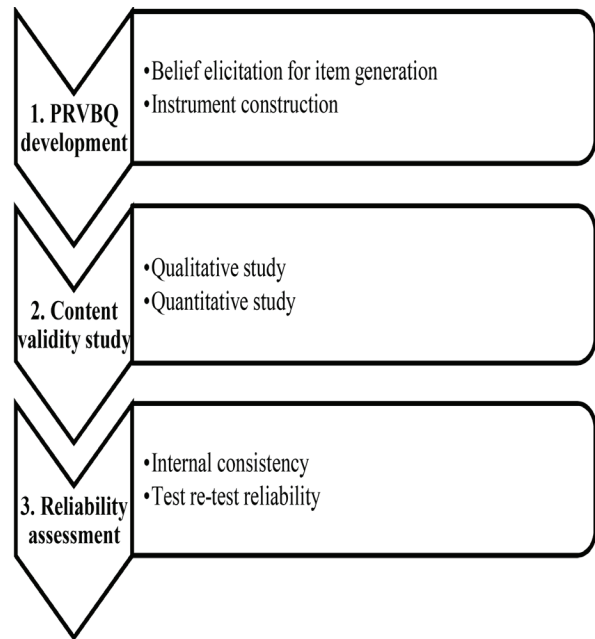 1. PRVBQ
development
•Belief elicitation for item generation
•Instrument construction
2. Content
validity study
•Qualitative study
•Quantitative study
3. Reliability
assessment
•Internal consistency
•Test re-test reliability